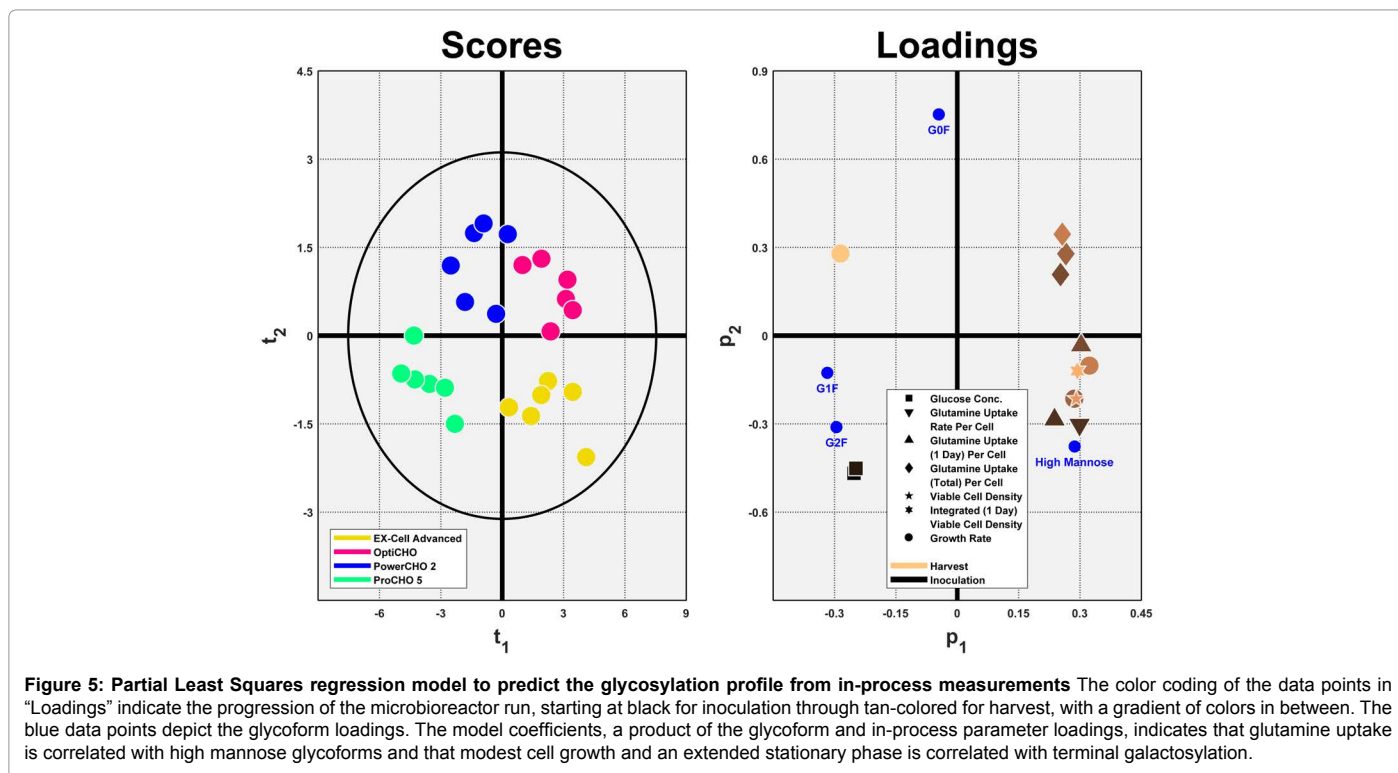 Scores
4.5
3
1.5
0
-1.5
-3
t2
-6
-3
0
3
6
9
t1
EX-Cell Advanced
OptiCHO
PowerCHO 2
ProCHO 5
Loadings
0.9
0.6
0.3
0
-0.3
-0.6
p2
-0.3
-0.15
0
0.15
0.3
0.45
p1
G0F
G1F
G2F
High Mannose
Glucose Conc.
Glutamine Uptake
Rate Per Cell
Glutamine Uptake
(1 Day) Per Cell
Glutamine Uptake
(Total) Per Cell
Viable Cell Density
Integrated (1 Day)
Viable Cell Density
Growth Rate
Harvest
Inoculation
Figure 5: Partial Least Squares regression model to predict the glycosylation profile from in-process measurements The color coding of the data points in
“Loadings” indicate the progression of the microbioreactor run, starting at black for inoculation through tan-colored for harvest, with a gradient of colors in between. The
blue data points depict the glycoform loadings. The model coefficients, a product of the glycoform and in-process parameter loadings, indicates that glutamine uptake
is correlated with high mannose glycoforms and that modest cell growth and an extended stationary phase is correlated with terminal galactosylation.